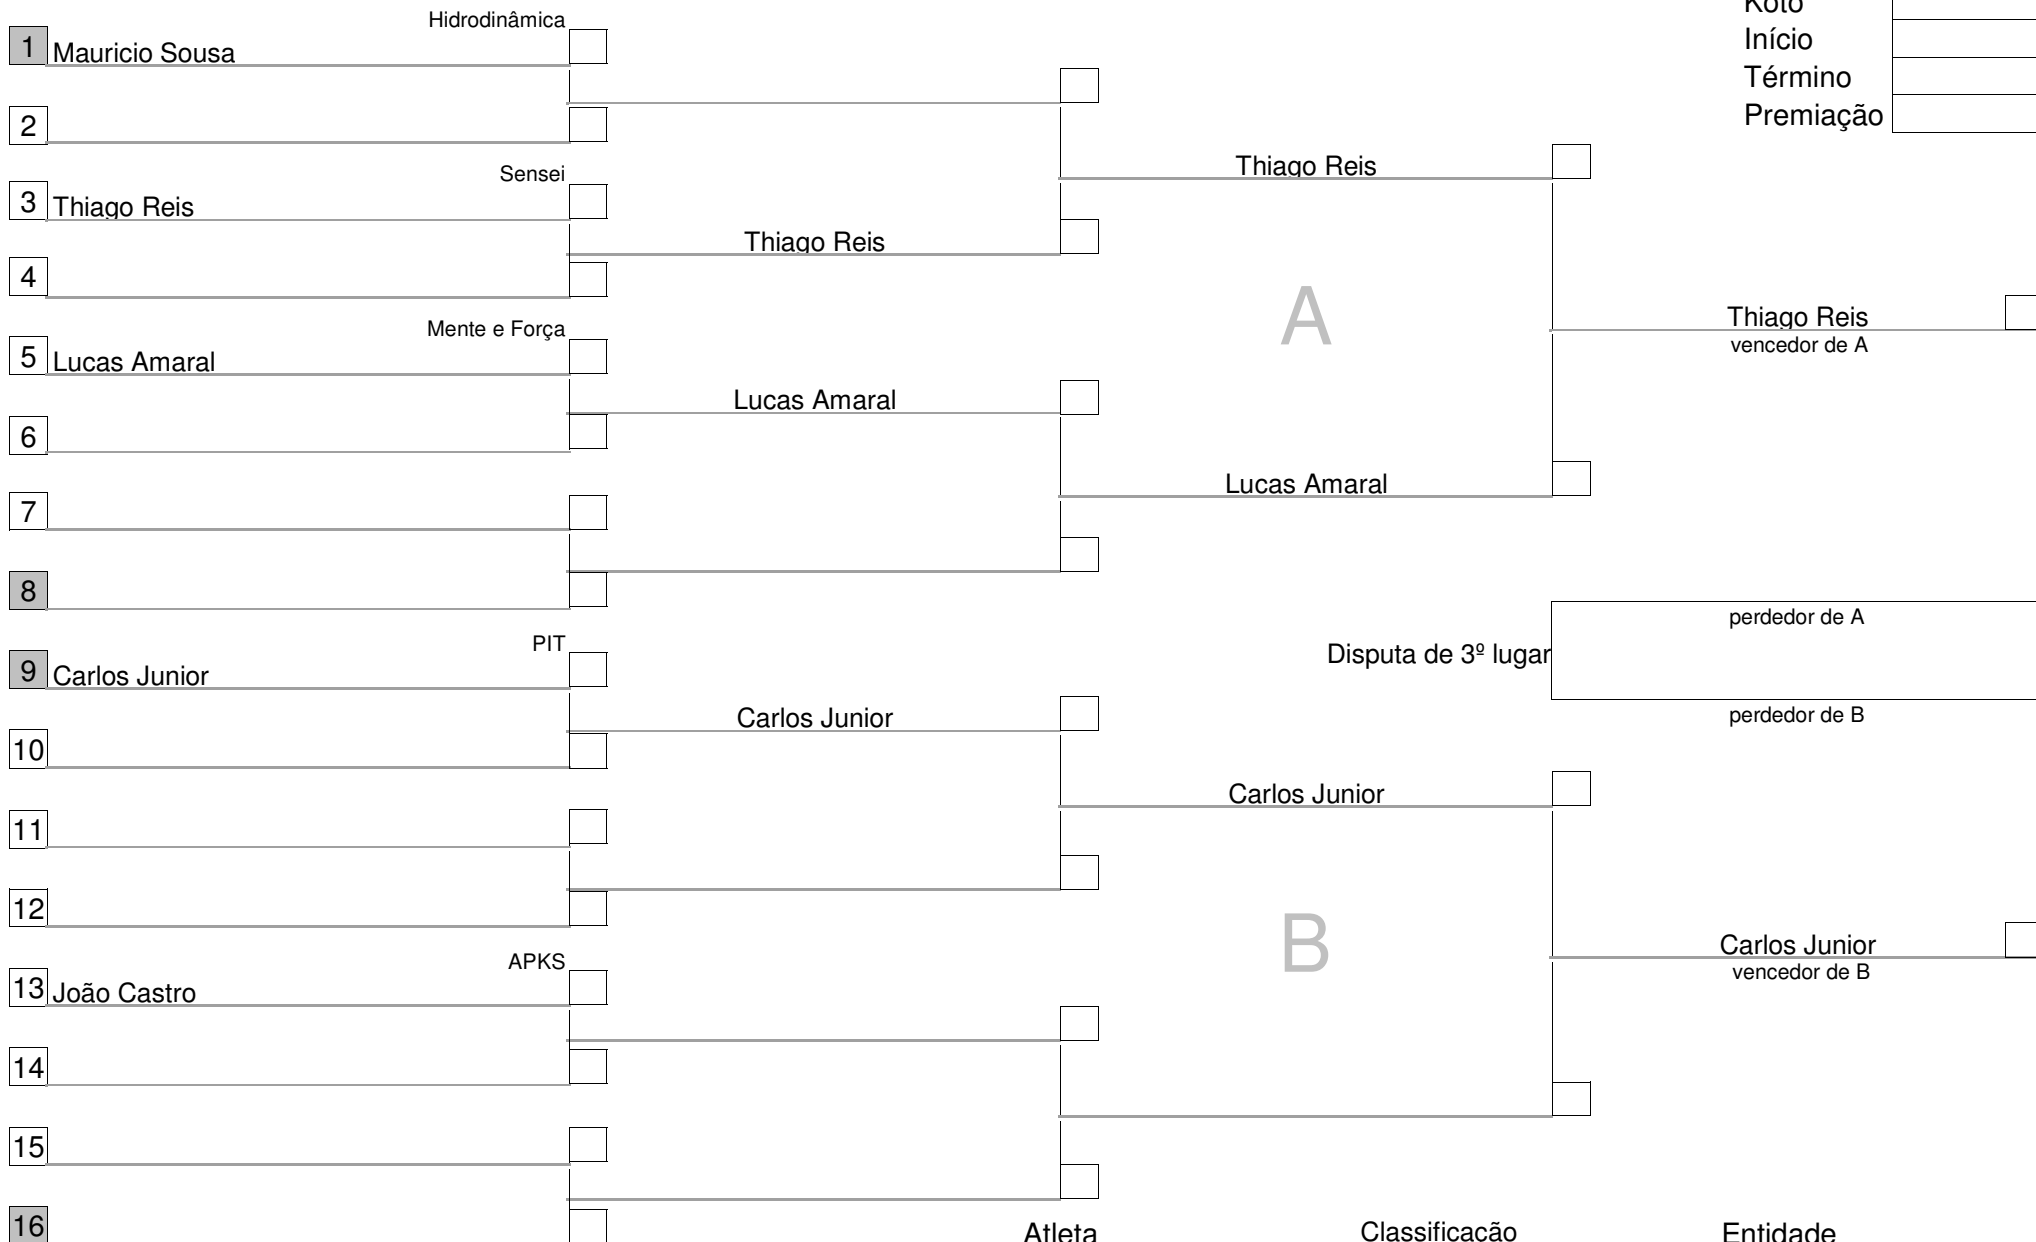 Koto
Hidrodinâmica
1 Mauricio Sousa
Início
Término
2
Premiação
Thiago Reis
Sensei
3 Thiago Reis
Thiago Reis
4
A
Thiago Reis
vencedor de A
Mente e Força
5 Lucas Amaral
Lucas Amaral
6
Lucas Amaral
7
8
perdedor de A
PIT
Disputa de 3º lugar
9 Carlos Junior
perdedor de B
Carlos Junior
10
Carlos Junior
11
12
B
Carlos Junior
vencedor de B
APKS
13 João Castro
14
15
16
Atleta Classificação Entidade